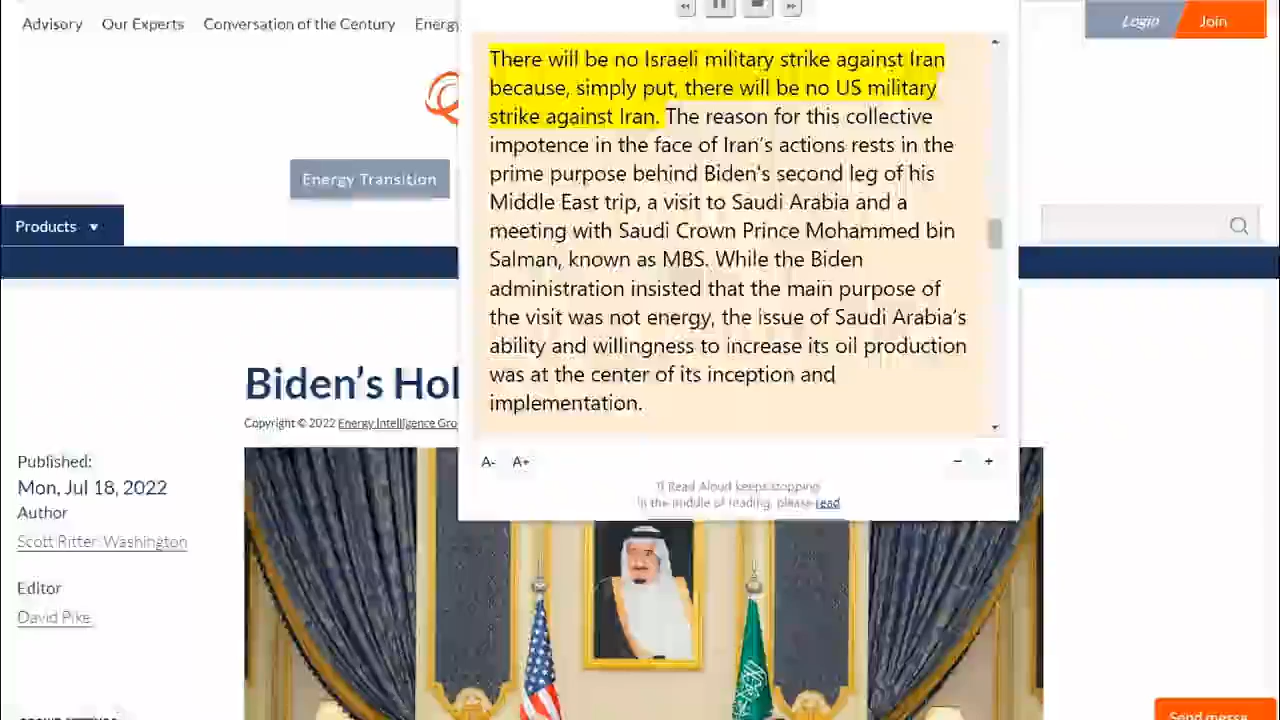 Advisory
Our Experts
Conversation of the Century
Energy
Login
Join
Energy Transition
Products
There will be no Israeli military strike against Iran
because, simply put, there will be no US military
strike against Iran. The reason for this collective
impotence in the face of Iran's actions rests in the
prime purpose behind Biden's second leg of his
Middle East trip, a visit to Saudi Arabia and a
meeting with Saudi Crown Prince Mohammed bin
Salman, known as MBS. While the Biden
administration insisted that the main purpose of
the visit was not energy, the issue of Saudi Arabia's
ability and willingness to increase its oil production
was at the center of its inception and
implementation.
A- A+
− +
If Read Aloud keeps stopping
in the middle of reading, please read
Biden's Hol
Copyright © 2022 Energy Intelligence Gro
Published:
Mon, Jul 18, 2022
Author
Scott Ritter, Washington
Editor
David Pike
Send messa...